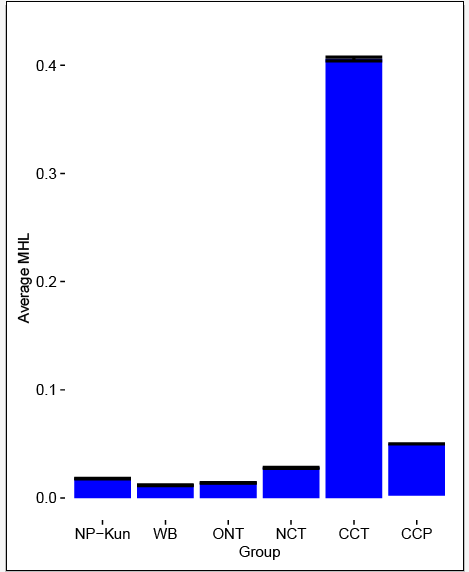 Average MHL
0.4
0.3
0.2
0.1
0.0
NP-Kun WB ONT NCT CCT CCP
Group